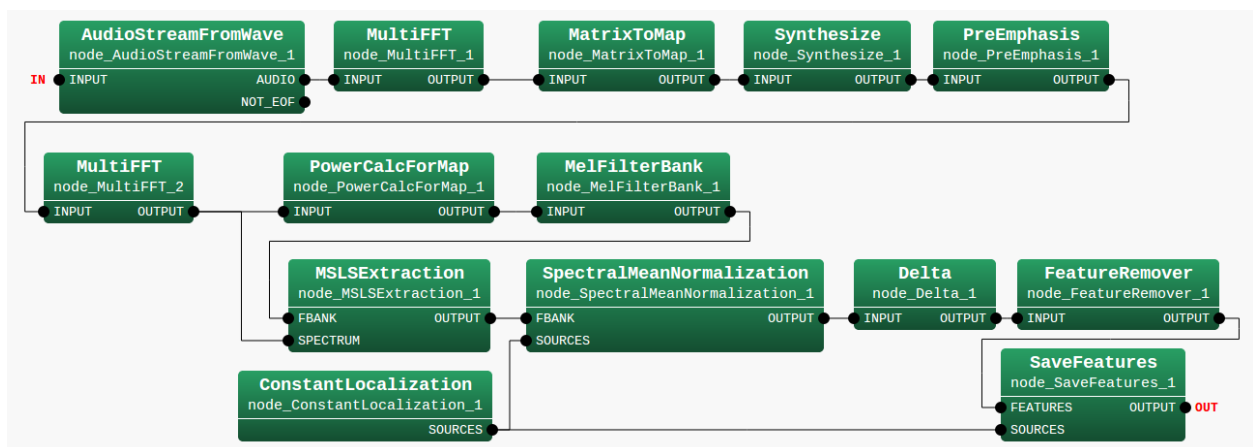 AudioStreamFromWave
node_AudioStreamFromWave_1
IN INPUT AUDIO
NOT_EOF
MultiFFT
node_MultiFFT_1
INPUT OUTPUT
MatrixToMap
node_MatrixToMap_1
INPUT OUTPUT
Synthesize
node_Synthesize_1
INPUT OUTPUT
PreEmphasis
node_PreEmphasis_1
INPUT OUTPUT
MultiFFT
node_MultiFFT_2
INPUT OUTPUT
PowerCalcForMap
node_PowerCalcForMap_1
INPUT OUTPUT
MelFilterBank
node_MelFilterBank_1
INPUT OUTPUT
MSLSExtraction
node_MSLSExtraction_1
FBANK OUTPUT
SPECTRUM
SpectralMeanNormalization
node_SpectralMeanNormalization_1
FBANK OUTPUT
SOURCES
Delta
node_Delta_1
INPUT OUTPUT
FeatureRemover
node_FeatureRemover_1
INPUT OUTPUT
ConstantLocalization
node_ConstantLocalization_1
SOURCES
SaveFeatures
node_SaveFeatures_1
FEATURES OUTPUT OUT
SOURCES